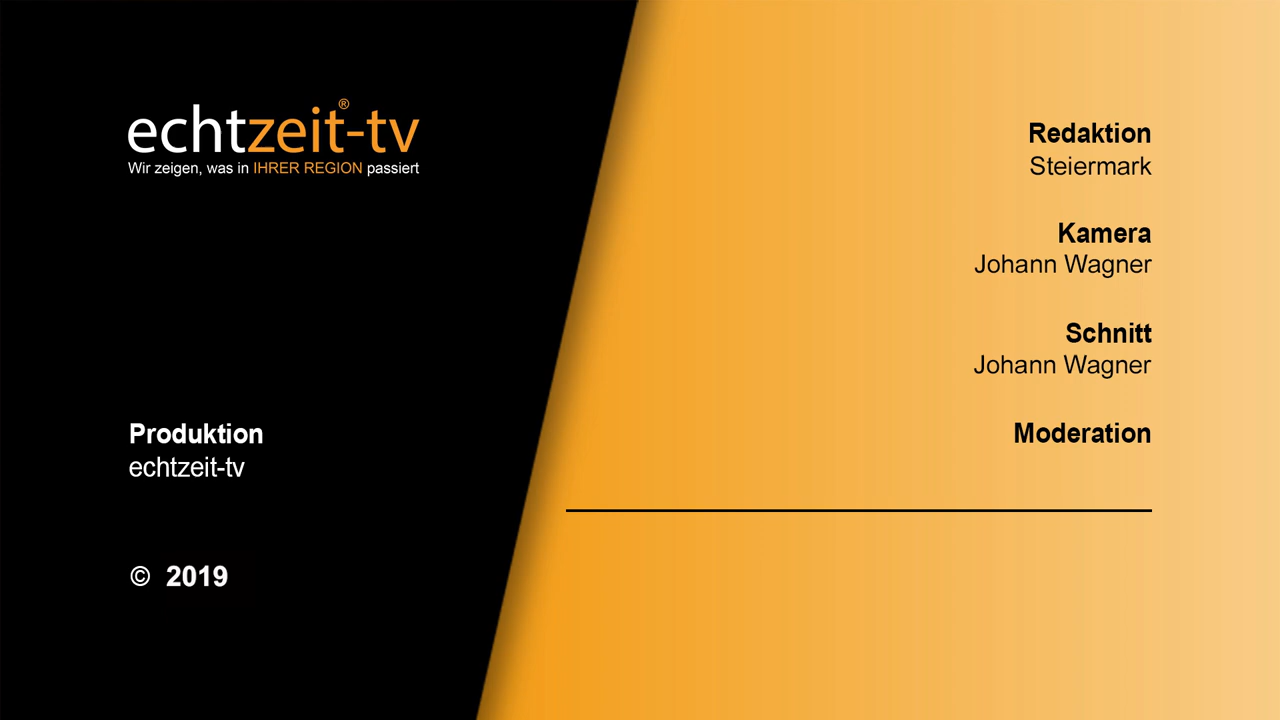 echtzeit-tv®
Wir zeigen, was in IHRER REGION passiert
Produktion
echtzeit-tv
© 2019
Redaktion
Steiermark
Kamera
Johann Wagner
Schnitt
Johann Wagner
Moderation